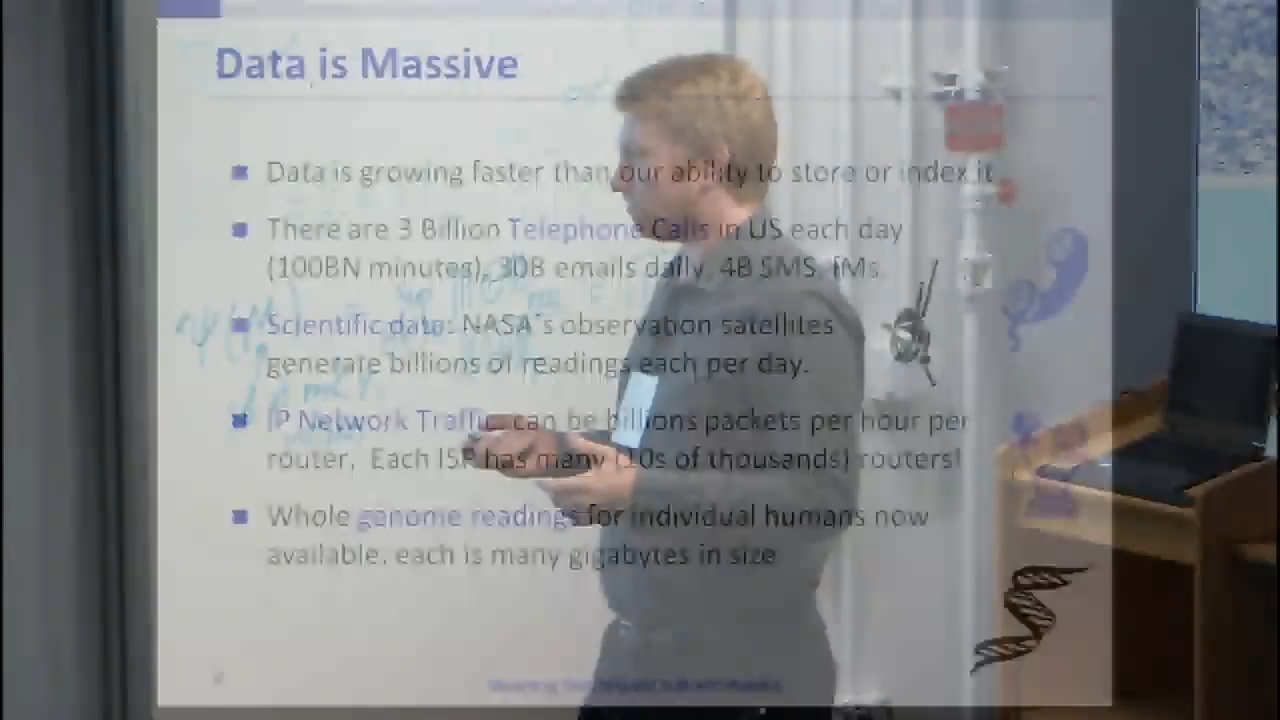 Data is Massive
Data is growing faster than our ability to store or index it
There are 3 Billion Telephone Calls in US each day
(100BN minutes), 30B emails daily, 4B SMS, IMs.
Scientific data: NASA's observation satellites
generate billions of readings each per day.
IP Network Traffic can be billions packets per hour per
router. Each ISP has many (10s of thousands) routers!
Whole genome readings for individual humans now
available, each is many gigabytes in size